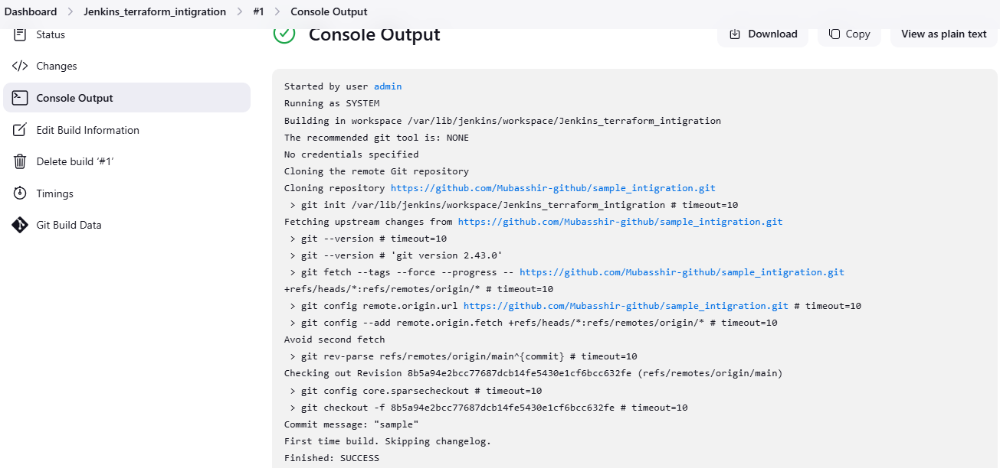 Dashboard > Jenkins_terraform_intigration > #1 > Console Output
Status
Changes
Console Output
Edit Build Information
Delete build ‘#1’
Timings
Git Build Data
Console Output
Download
Copy
View as plain text
Started by user admin
Running as SYSTEM
Building in workspace /var/lib/jenkins/workspace/Jenkins_terraform_intigration
The recommended git tool is: NONE
No credentials specified
Cloning the remote Git repository
Cloning repository https://github.com/Mubasshir-github/sample_intigration.git
 > git init /var/lib/jenkins/workspace/Jenkins_terraform_intigration # timeout=10
Fetching upstream changes from https://github.com/Mubasshir-github/sample_intigration.git
 > git --version # timeout=10
 > git --version # 'git version 2.43.0'
 > git fetch --tags --force --progress -- https://github.com/Mubasshir-github/sample_intigration.git
+refs/heads/*:refs/remotes/origin/* # timeout=10
 > git config remote.origin.url https://github.com/Mubasshir-github/sample_intigration.git # timeout=10
 > git config --add remote.origin.fetch +refs/heads/*:refs/remotes/origin/* # timeout=10
Avoid second fetch
 > git rev-parse refs/remotes/origin/main^{commit} # timeout=10
Checking out Revision 8b5a94e2bcc77687dcb14fe5430e1cf6bcc632fe (refs/remotes/origin/main)
 > git config core.sparsecheckout # timeout=10
 > git checkout -f 8b5a94e2bcc77687dcb14fe5430e1cf6bcc632fe # timeout=10
Commit message: "sample"
First time build. Skipping changelog.
Finished: SUCCESS